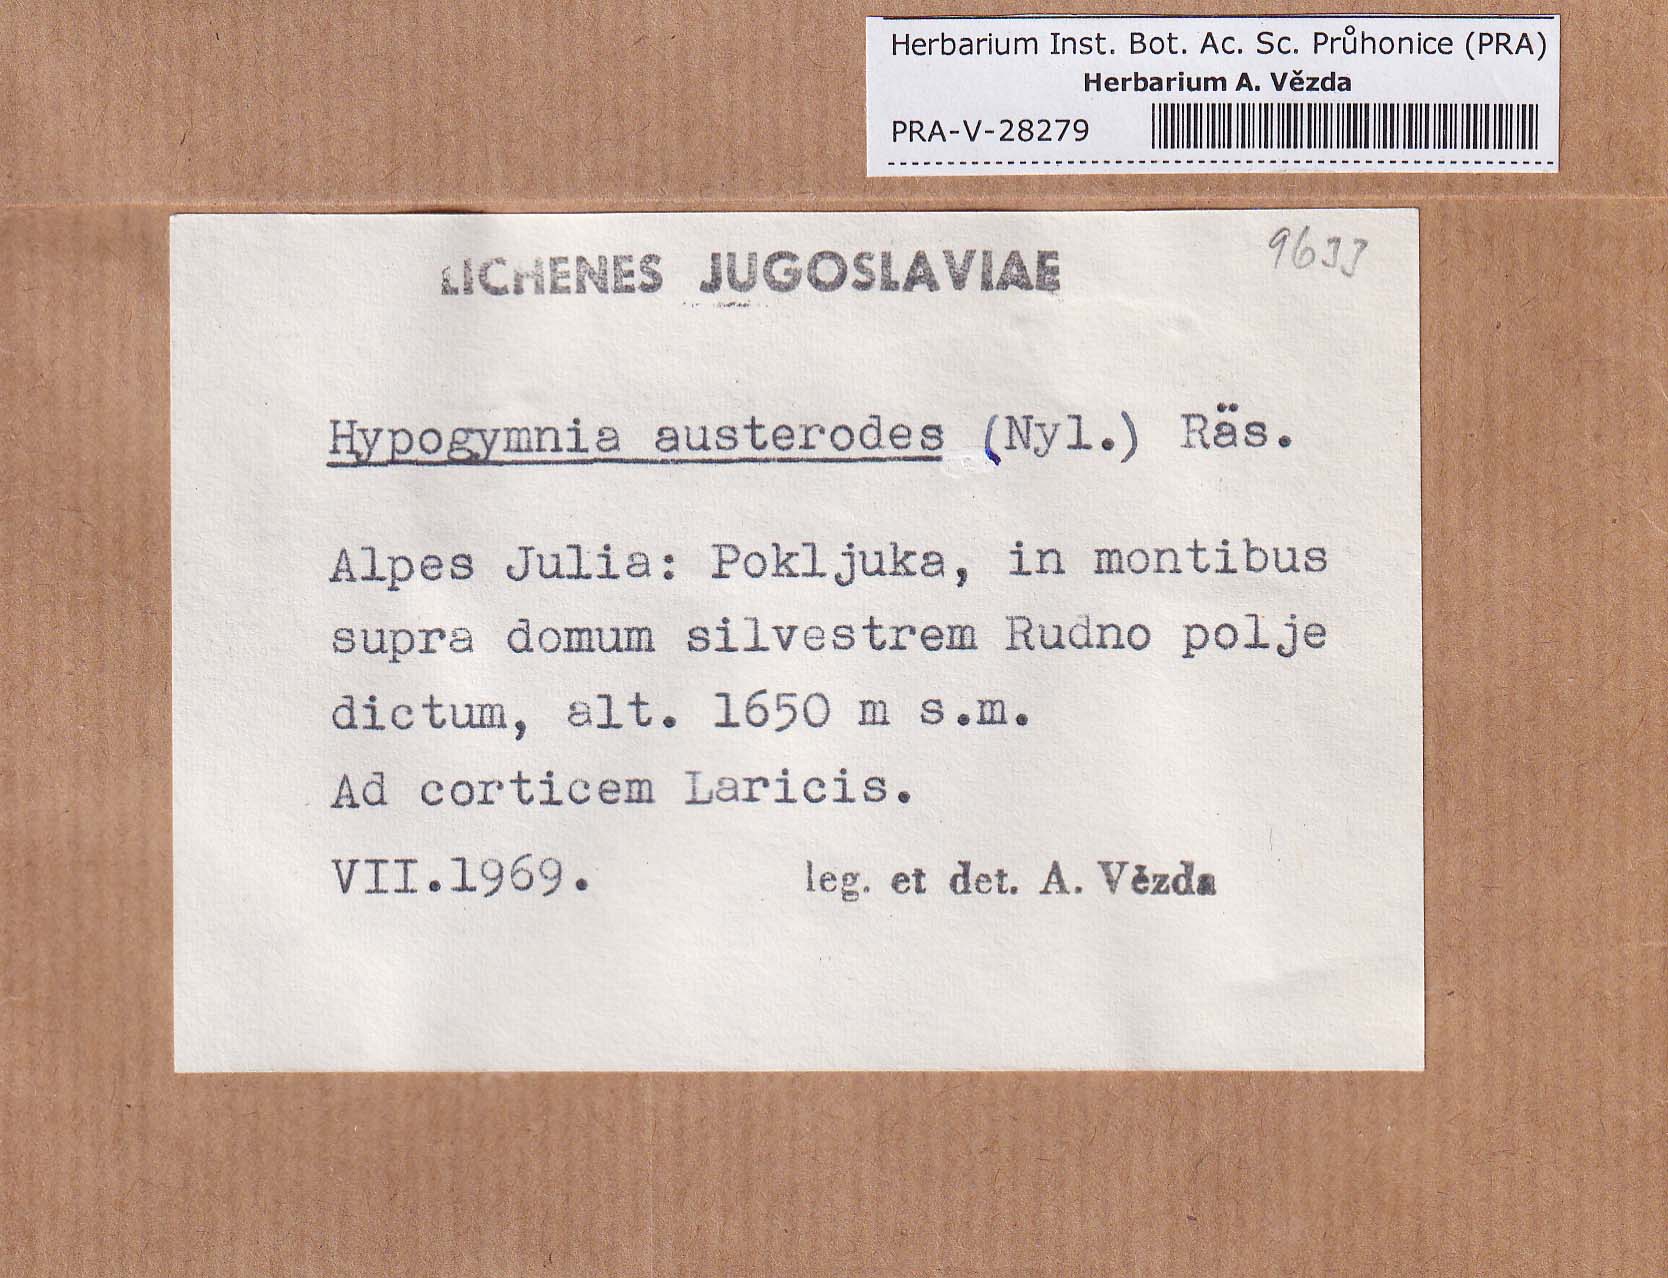 Herbarium Inst. Bot. Ac. Sc. Průhonice (PRA)
Herbarium A. Vězda
PRA-V-28279
9633
LICHENES JUGOSLAVIAE
Hypogymnia austerodes (Nyl.) Räs.
Alpes Julia: Pokljuka, in montibus
supra domum silvestrem Rudno polje
dictum, alt. 1650 m s.m.
Ad corticem Laricis.
VII.1969. leg. et det. A. Vězda